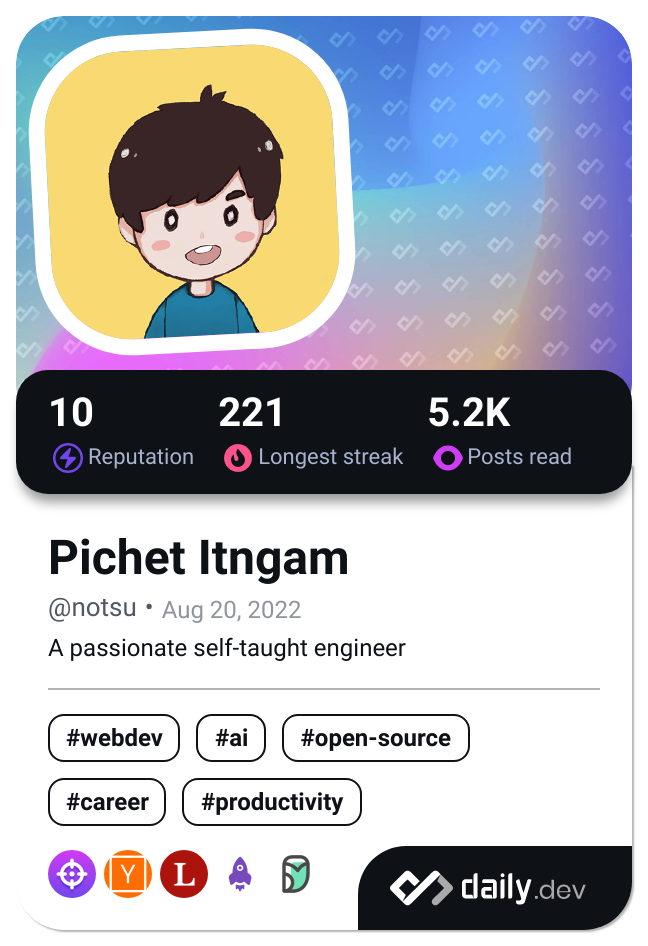 10 221 5.2K
Reputation Longest streak Posts read
Pichet Itngam
@notsu • Aug 20, 2022
A passionate self-taught engineer
#webdev #ai #open-source
#career #productivity
Y L
daily.dev